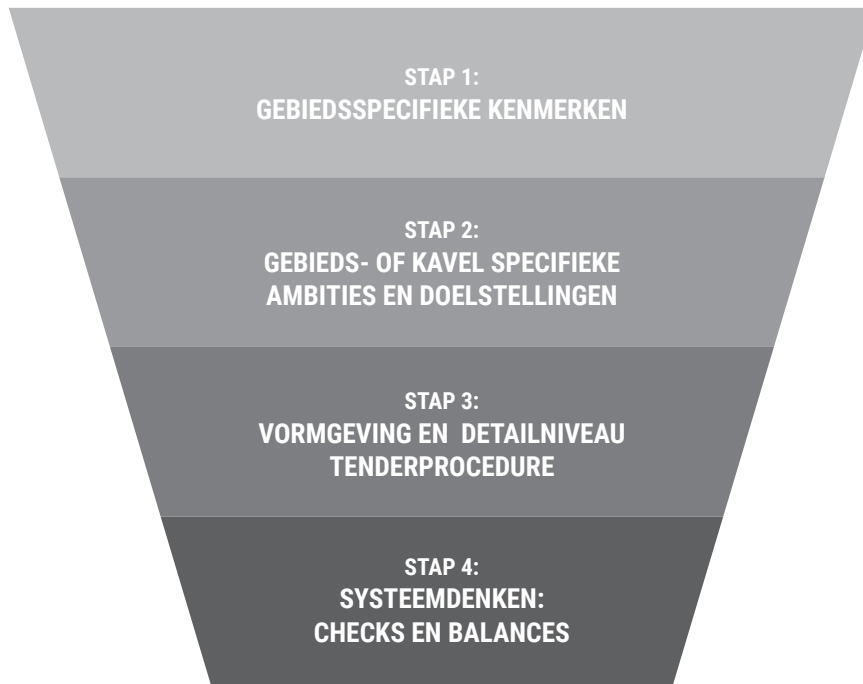 STAP 1:
GEBIEDSSPECIFIEKE KENMERKEN
STAP 2:
GEBIEDS- OF KAVEL SPECIFIEKE
AMBITIES EN DOELSTELLINGEN
STAP 3:
VORMGEVING EN DETAILNIVEAU
TENDERPROCEDURE
STAP 4:
SYSTEEMDENKEN:
CHECKS EN BALANCES